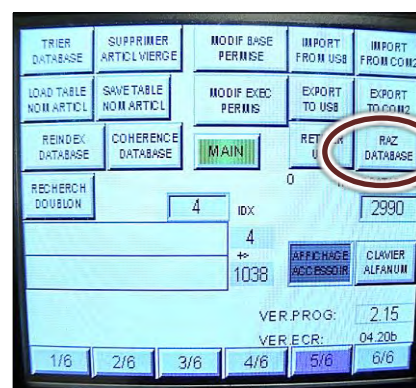 TRIER
DATABASE
SUPPRIMER
ARTICL VIERGE
MODIF BASE
PERMISE
IMPORT
FROM USB
IMPORT
FROM COM2
LOAD TABLE
NOM ARTICL
SAVE TABLE
NOM ARTICL
MODIF EXEC
PERMIS
EXPORT
TO USB
EXPORT
TO COM2
REINDEX
DATABASE
COHERENCE
DATABASE
MAIN
RAZ
DATABASE
RECHERCH
DOUBLON
0
4
IDX
2990
4
+>
1038
AFFICHAGE
ACCESSOIR
CLAVIER
ALFANUM
VER.PROG:
2.15
VER.ECR:
04.20b
1/6
2/6
3/6
4/6
5/6
6/6